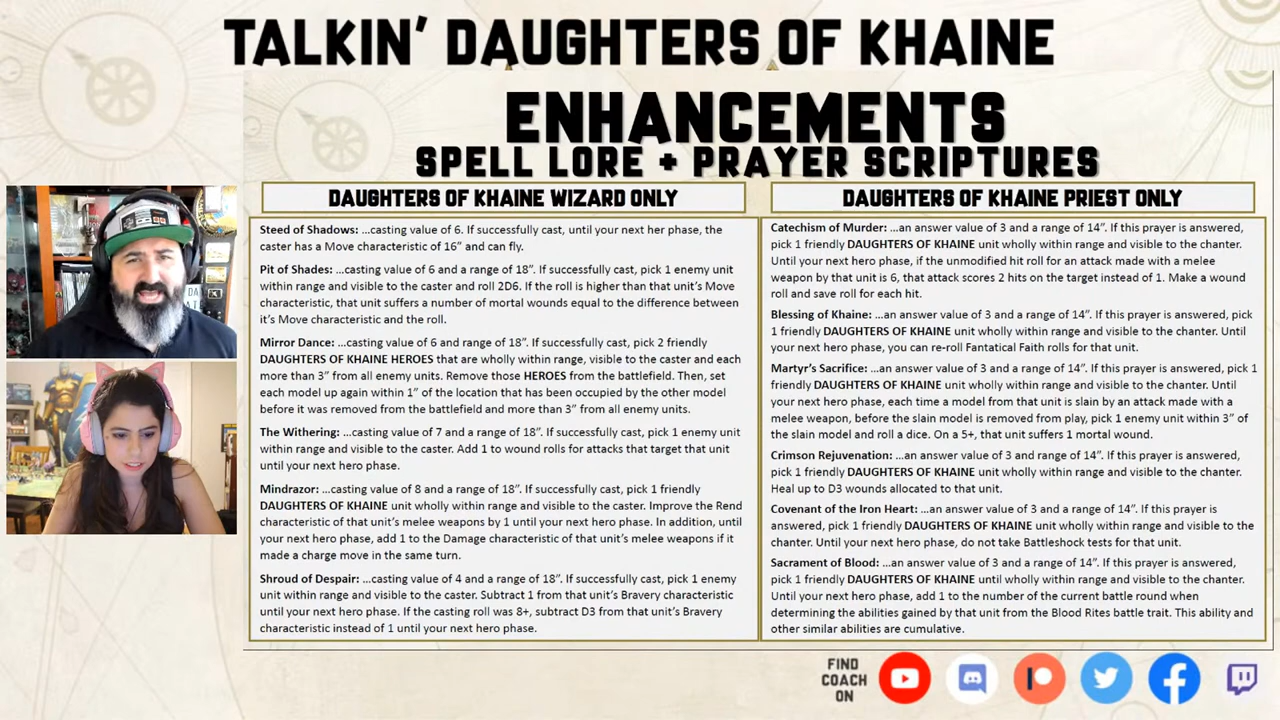 TALKIN' DAUGHTERS OF KHAINE
ENHANCEMENTS
SPELL LORE + PRAYER SCRIPTURES
DAUGHTERS OF KHAINE WIZARD ONLY
Steed of Shadows: ...casting value of 6. If successfully cast, until your next her phase, the
caster has a Move characteristic of 16" and can fly.
Pit of Shades: ...casting value of 6 and a range of 18". If successfully cast, pick 1 enemy unit
within range and visible to the caster and roll 2D6. If the roll is higher than that unit's Move
characteristic, that unit suffers a number of mortal wounds equal to the difference between
it's Move characteristic and the roll.
Mirror Dance: ...casting value of 6 and range of 18". If successfully cast, pick 2 friendly
DAUGHTERS OF KHAINE HEROES that are wholly within range, visible to the caster and each
more than 3" from all enemy units. Remove those HEROES from the battlefield. Then, set
each model up again within 1" of the location that has been occupied by the other model
before it was removed from the battlefield and more than 3" from all enemy units.
The Withering: ...casting value of 7 and a range of 18". If successfully cast, pick 1 enemy unit
within range and visible to the caster. Add 1 to wound rolls for attacks that target that unit
until your next hero phase.
Mindrazor: ...casting value of 8 and a range of 18". If successfully cast, pick 1 friendly
DAUGHTERS OF KHAINE unit wholly within range and visible to the caster. Improve the Rend
characteristic of that unit's melee weapons by 1 until your next hero phase. In addition, until
your next hero phase, add 1 to the Damage characteristic of that unit's melee weapons if it
made a charge move in the same turn.
Shroud of Despair: ...casting value of 4 and a range of 18". If successfully cast, pick 1 enemy
unit within range and visible to the caster. Subtract 1 from that unit's Bravery characteristic
until your next hero phase. If the casting roll was 8+, subtract D3 from that unit's Bravery
characteristic instead of 1 until your next hero phase.
DAUGHTERS OF KHAINE PRIEST ONLY
Catechism of Murder: ...an answer value of 3 and a range of 14". If this prayer is answered,
pick 1 friendly DAUGHTERS OF KHAINE unit wholly within range and visible to the chanter.
Until your next hero phase, if the unmodified hit roll for an attack made with a melee
weapon by that unit is 6, that attack scores 2 hits on the target instead of 1. Make a wound
roll and save roll for each hit.
Blessing of Khaine: ...an answer value of 3 and a range of 14". If this prayer is answered, pick
1 friendly DAUGHTERS OF KHAINE unit wholly within range and visible to the chanter. Until
your next hero phase, you can re-roll Fantatical Faith rolls for that unit.
Martyr's Sacrifice: ...an answer value of 3 and a range of 14". If this prayer is answered, pick 1
friendly DAUGHTERS OF KHAINE unit wholly within range and visible to the chanter. Until
your next hero phase, each time a model from that unit is slain by an attack made with a
melee weapon, before the slain model is removed from play, pick 1 enemy unit within 3" of
the slain model and roll a dice. On a 5+, that unit suffers 1 mortal wound.
Crimson Rejuvenation: ...an answer value of 3 and a range of 14". If this prayer is answered,
pick 1 friendly DAUGHTERS OF KHAINE unit wholly within range and visible to the chanter.
Heal up to D3 wounds allocated to that unit.
Covenant of the Iron Heart: ...an answer value of 3 and a range of 14". If this prayer is
answered, pick 1 friendly DAUGHTERS OF KHAINE unit wholly within range and visible to the
chanter. Until your next hero phase, do not take Battleshock tests for that unit.
Sacrament of Blood: ...an answer value of 3 and a range of 14". If this prayer is answered,
pick 1 friendly DAUGHTERS OF KHAINE until wholly within range and visible to the chanter.
Until your next hero phase, add 1 to the number of the current battle round when
determining the abilities gained by that unit from the Blood Rites battle trait. This ability and
other similar abilities are cumulative.
FIND
COACH
ON